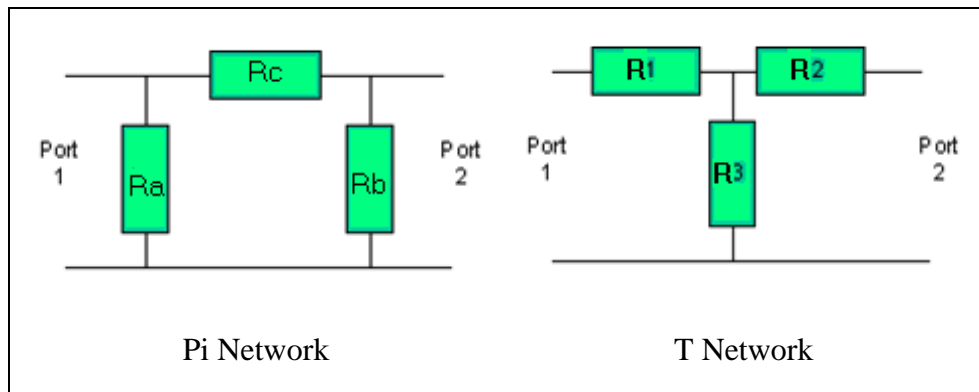 Rc
Ra
Rb
Port
1
Port
2
Pi Network
R1
R2
R3
Port
1
Port
2
T Network